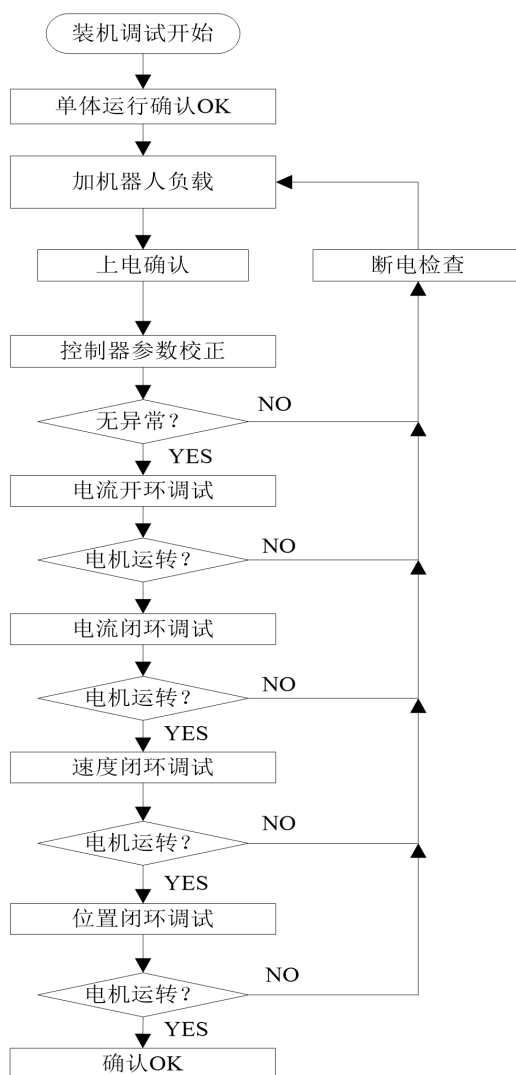 装机调试开始
单体运行确认OK
加机器人负载
上电确认
断电检查
控制器参数校正
无异常？
NO
YES
电流开环调试
电机运转？
NO
电流闭环调试
电机运转？
NO
YES
速度闭环调试
电机运转？
NO
YES
位置闭环调试
电机运转？
NO
YES
确认OK